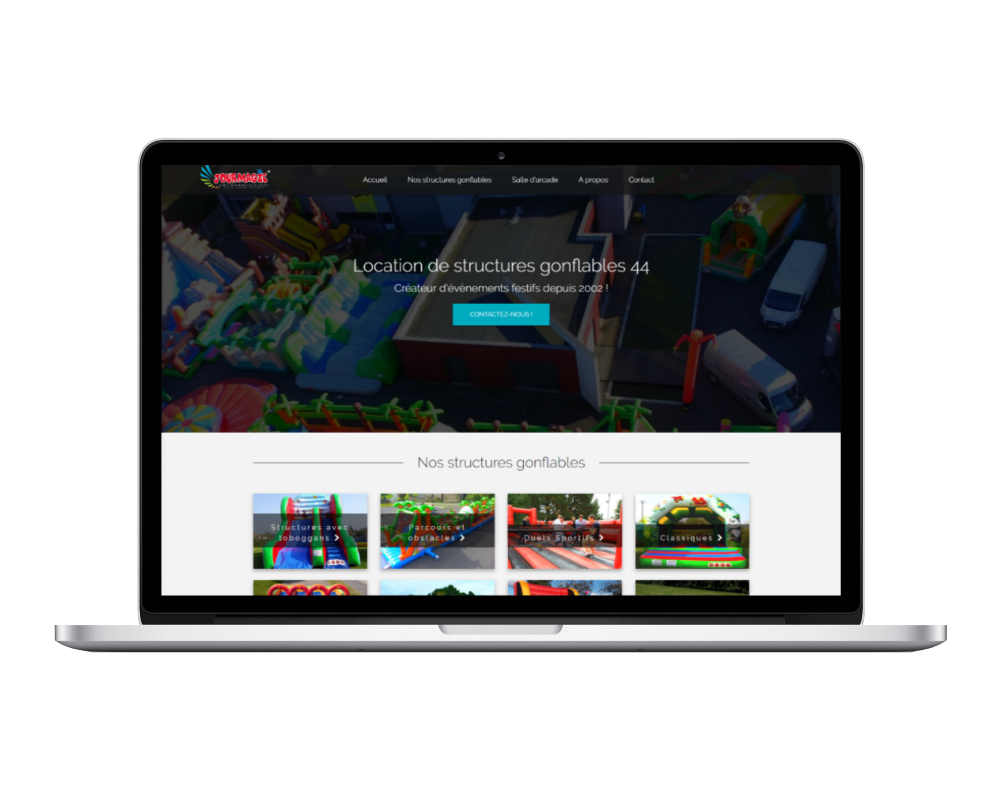 JOURMAGIK
Accueil
Nos structures gonflables
Salle d'arcade
A propos
Contact
Location de structures gonflables 44
Créateur d'évènements festifs depuis 2002 !
CONTACTEZ-NOUS !
Nos structures gonflables
Structures avec
toboggans
Parcours et
obstacles
Duels Sportifs
Classiques